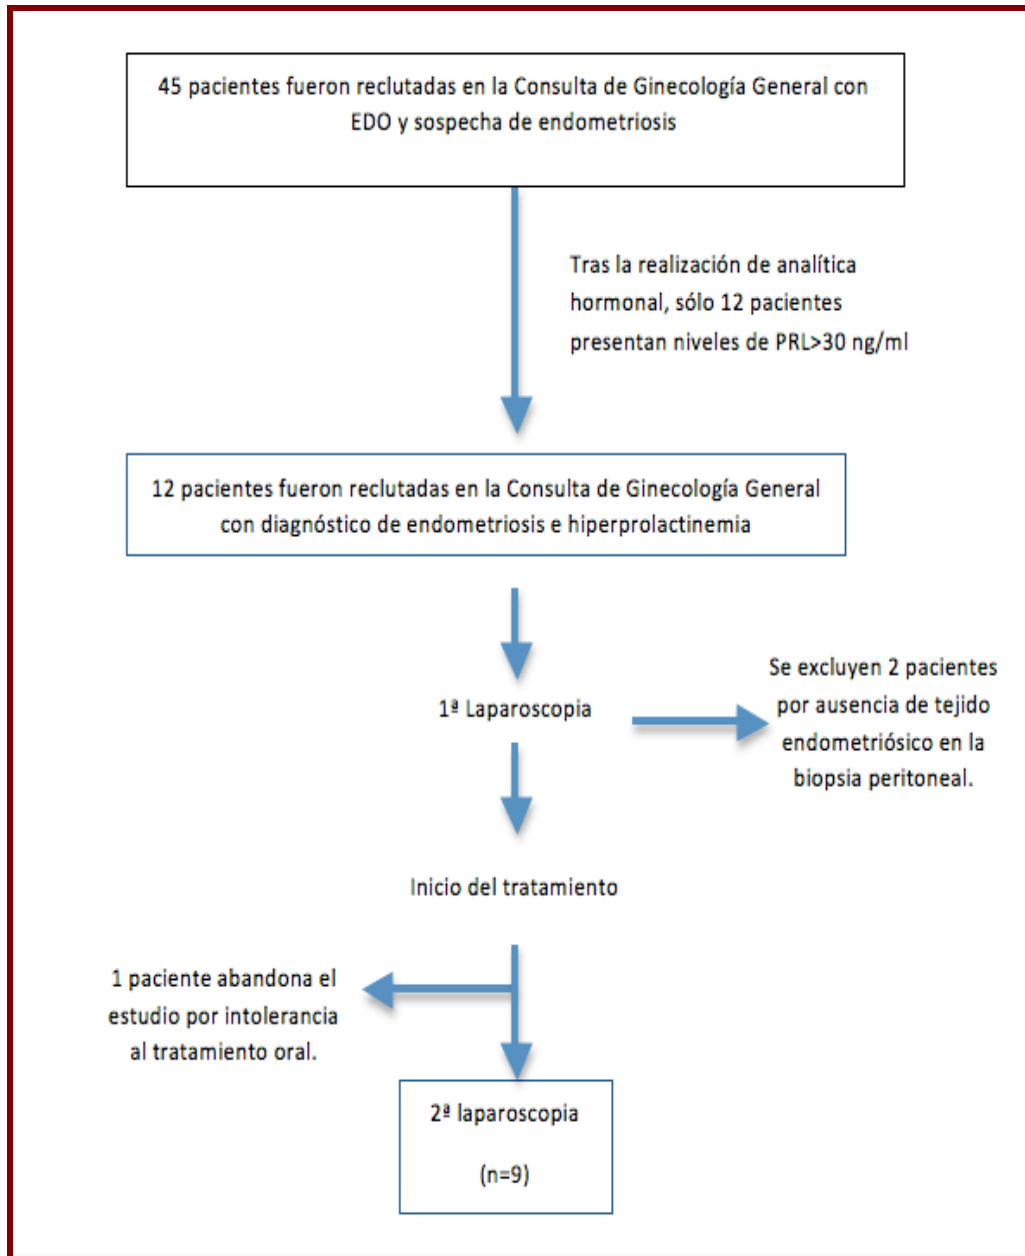 45 pacientes fueron reclutadas en la Consulta de Ginecología General con
EDO y sospecha de endometriosis
Tras la realización de analítica
hormonal, sólo 12 pacientes
presentan niveles de PRL>30 ng/ml
12 pacientes fueron reclutadas en la Consulta de Ginecología General
con diagnóstico de endometriosis e hiperprolactinemia
1ª Laparoscopia
Se excluyen 2 pacientes
por ausencia de tejido
endometriósico en la
biopsia peritoneal.
Inicio del tratamiento
1 paciente abandona el
estudio por intolerancia
al tratamiento oral.
2ª laparoscopia
(n=9)